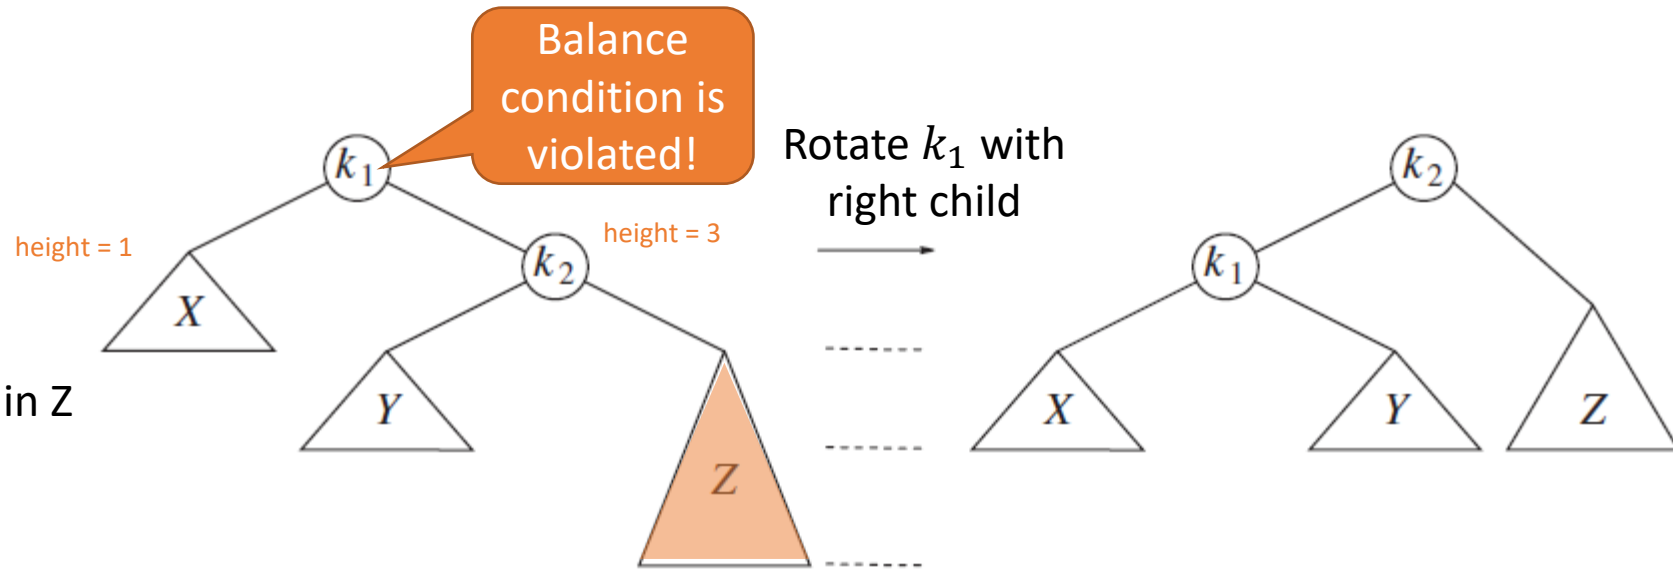 Balance
condition is
violated!
Rotate k₁ with
right child
k₁
k₂
height = 1
height = 3
k₂
k₁
X
Y
Z
in Z
X
Y
Z